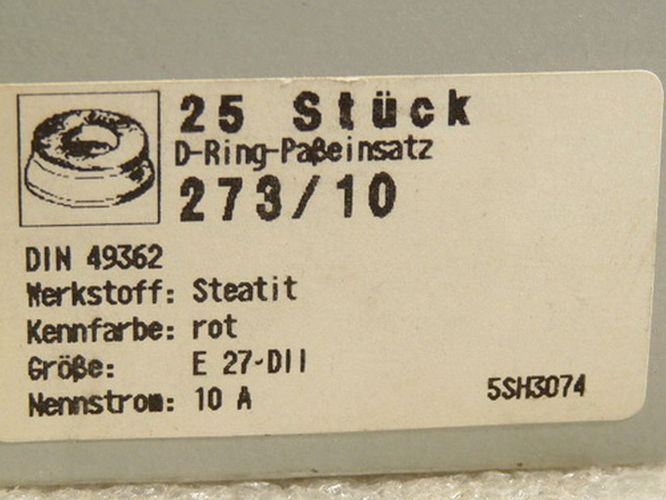 25 Stück
D-Ring-Paßeinsatz
273/10
DIN 49362
Werkstoff: Steatit
Kennfarbe: rot
Größe: E 27-DII
Nennstrom: 10 A
5SH3074